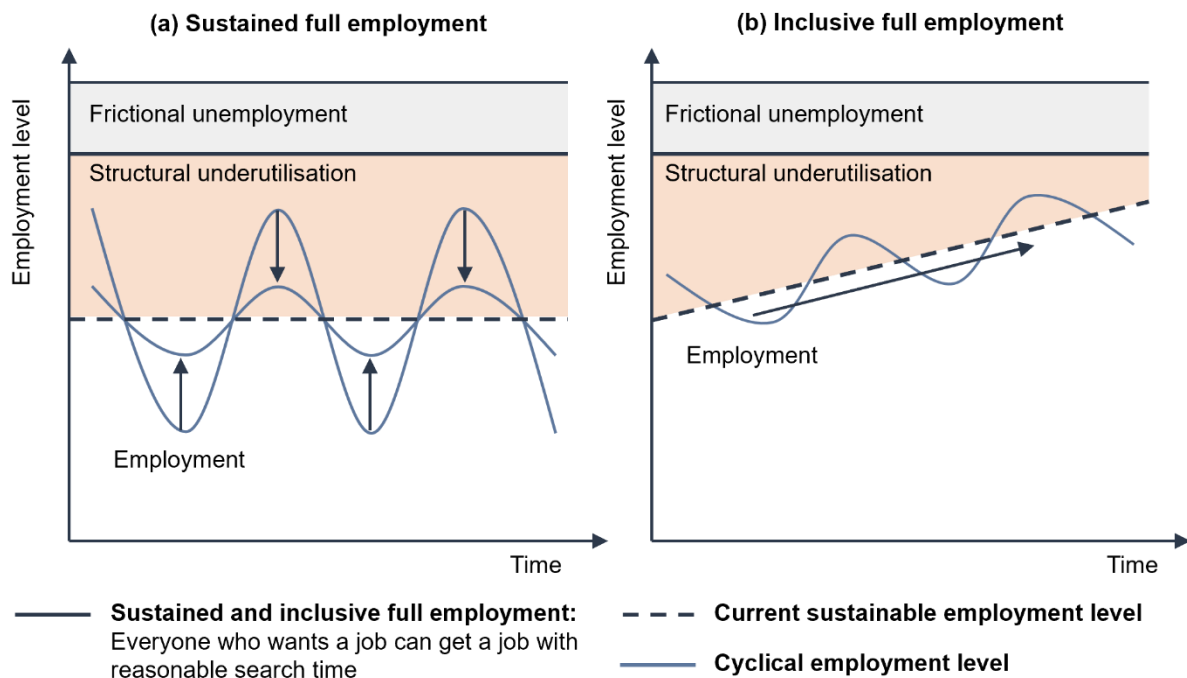 (a) Sustained full employment
Employment level
Frictional unemployment
Structural underutilisation
Employment
Time
(b) Inclusive full employment
Employment level
Frictional unemployment
Structural underutilisation
Employment
Time
Sustained and inclusive full employment:
Everyone who wants a job can get a job with
reasonable search time
Current sustainable employment level
Cyclical employment level